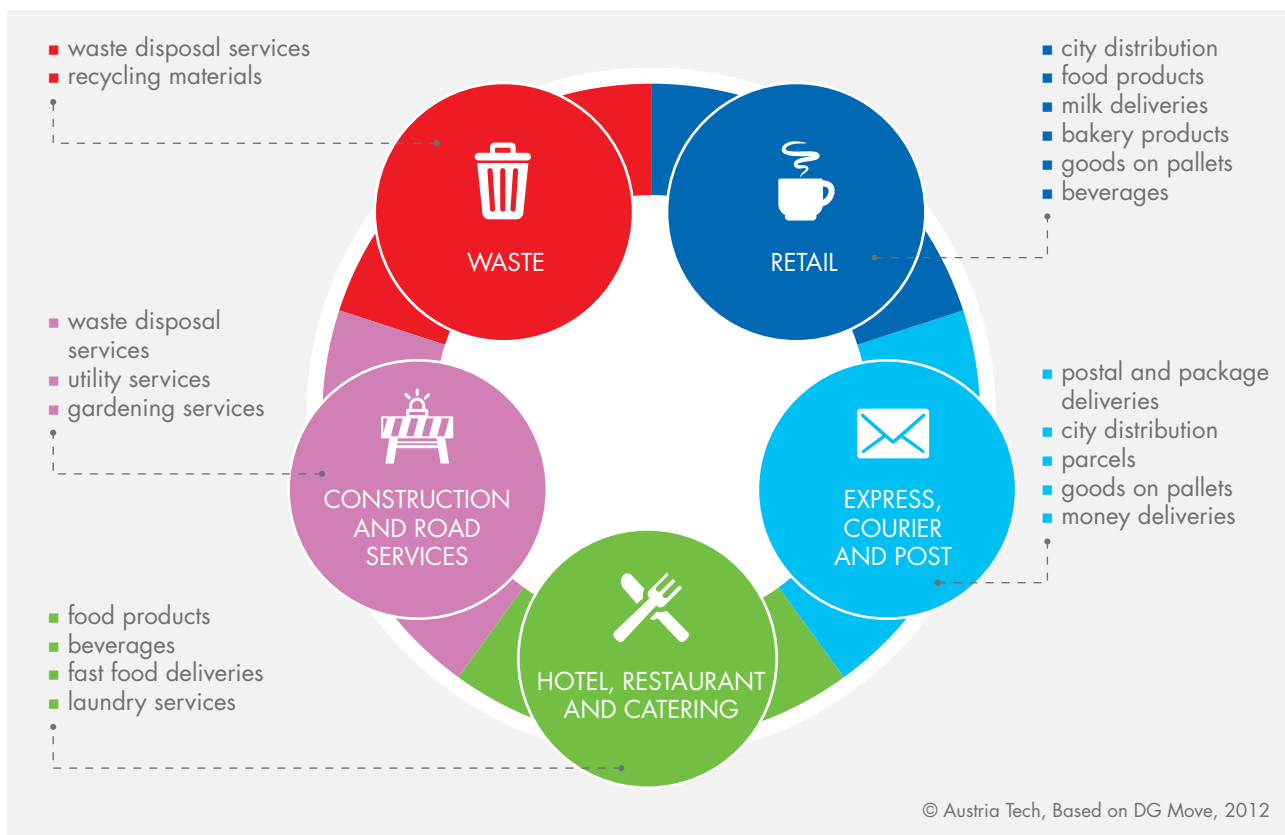 waste disposal services
recycling materials
WASTE
RETAIL
city distribution
food products
milk deliveries
bakery products
goods on pallets
beverages
waste disposal
services
utility services
gardening services
CONSTRUCTION
AND ROAD
SERVICES
EXPRESS,
COURIER
AND POST
postal and package
deliveries
city distribution
parcels
goods on pallets
money deliveries
food products
beverages
fast food deliveries
laundry services
HOTEL, RESTAURANT
AND CATERING
© Austria Tech, Based on DG Move, 2012